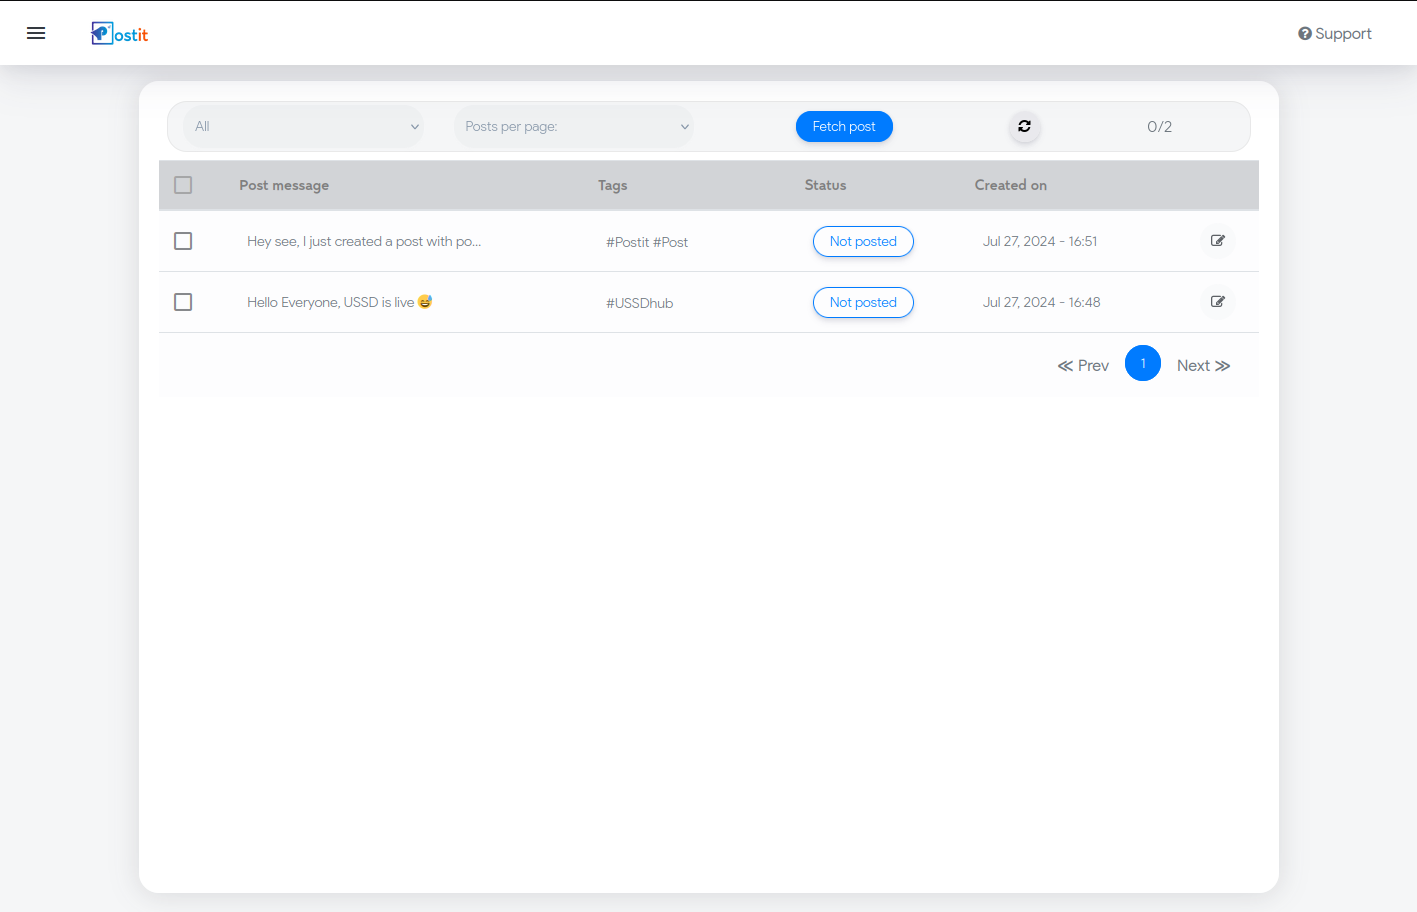 Postit
Support
All
Posts per page:
Fetch post
0/2
Post message Tags Status Created on
Hey see, I just created a post with po... #Postit #Post Not posted Jul 27, 2024 - 16:51
Hello Everyone, USSD is live 😅 #USSDhub Not posted Jul 27, 2024 - 16:48
≪ Prev 1 Next ≫